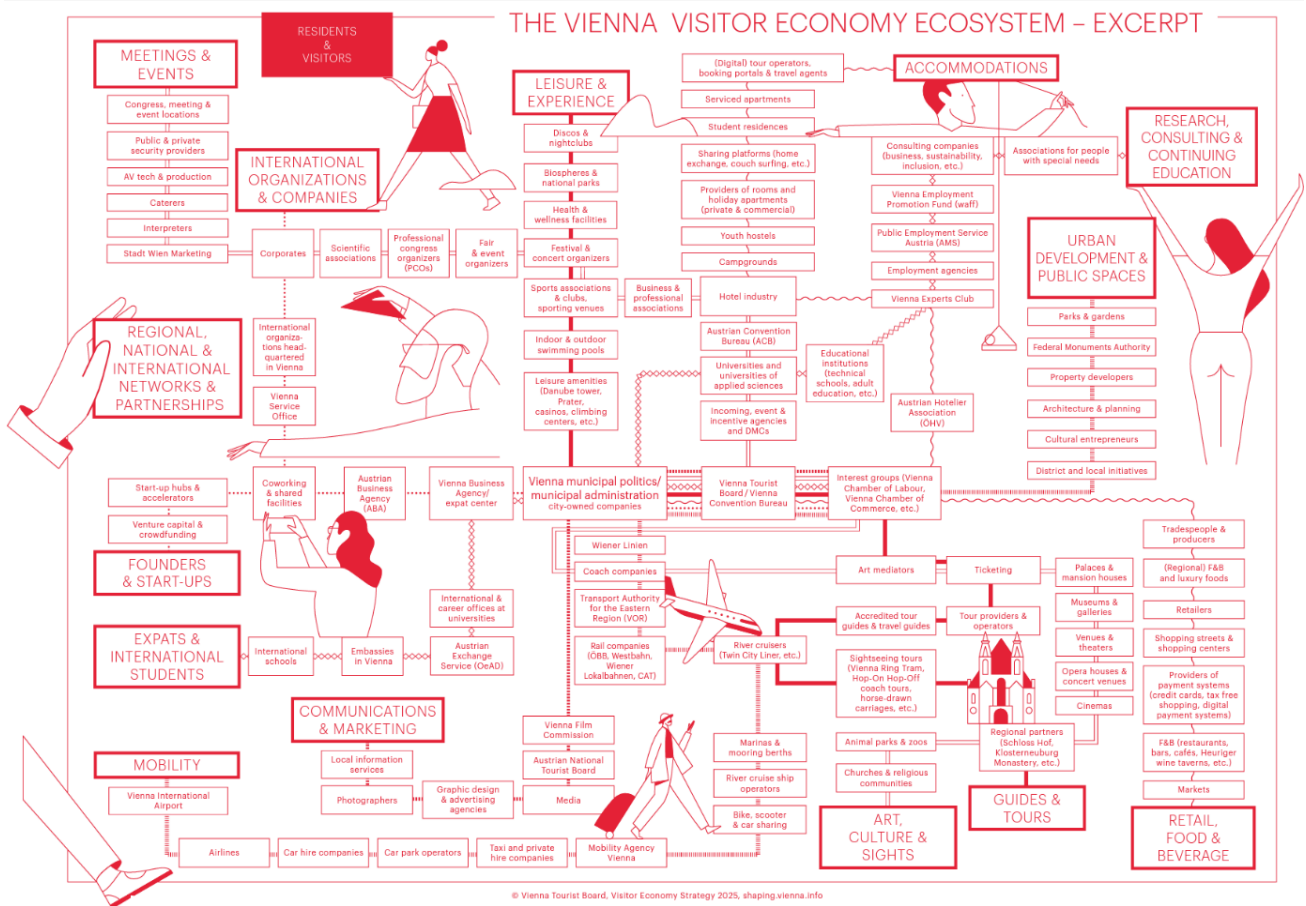 THE VIENNA VISITOR ECONOMY ECOSYSTEM – EXCERPT
RESIDENTS
&
VISITORS
MEETINGS &
EVENTS
Congress, meeting &
event locations
Public & private
security providers
AV tech & production
Caterers
Interpreters
Stadt Wien Marketing
INTERNATIONAL
ORGANIZATIONS
& COMPANIES
Corporates
Scientific
associations
Professional
congress
organizers
(PCOs)
Fair
& event
organizers
International
organiza-
tions head-
quartered
in Vienna
Vienna
Service
Office
LEISURE &
EXPERIENCE
Discos &
nightclubs
Biospheres &
national parks
Health &
wellness facilities
Festival &
concert organizers
Sports associations
& clubs,
sporting venues
Business &
professional
associations
Indoor & outdoor
swimming pools
Leisure amenities
(Danube tower,
Prater,
casinos, climbing
centers, etc.)
(Digital) tour operators,
booking portals & travel agents
Serviced apartments
Student residences
Sharing platforms (home
exchange, couch surfing, etc.)
Providers of rooms and
holiday apartments
(private & commercial)
Youth hostels
Campgrounds
Hotel industry
Austrian Convention
Bureau (ACB)
Universities and
universities of
applied sciences
Incoming, event &
incentive agencies
and DMCs
ACCOMMODATIONS
Consulting companies
(business, sustainability,
inclusion, etc.)
Associations for people
with special needs
Vienna Employment
Promotion Fund (waff)
Public Employment Service
Austria (AMS)
Employment agencies
Vienna Experts Club
Educational
institutions
(technical
schools, adult
education, etc.)
Austrian Hotelier
Association
(ÖHV)
RESEARCH,
CONSULTING &
CONTINUING
EDUCATION
URBAN
DEVELOPMENT &
PUBLIC SPACES
Parks & gardens
Federal Monuments Authority
Property developers
Architecture & planning
Cultural entrepreneurs
District and local initiatives
REGIONAL,
NATIONAL &
INTERNATIONAL
NETWORKS &
PARTNERSHIPS
Start-up hubs &
accelerators
Venture capital &
crowdfunding
FOUNDERS
& START-UPS
Coworking
& shared
facilities
Austrian
Business
Agency
(ABA)
Vienna Business
Agency/
expat center
Vienna municipal politics/
municipal administration
city-owned companies
Vienna Tourist
Board / Vienna
Convention Bureau
Interest groups (Vienna
Chamber of Labour,
Vienna Chamber of
Commerce, etc.)
EXPATS &
INTERNATIONAL
STUDENTS
International
schools
Embassies
in Vienna
International &
career offices at
universities
Austrian
Exchange
Service (OeAD)
Wiener Linien
Coach companies
Transport Authority
for the Eastern
Region (VOR)
Rail companies
(ÖBB, Westbahn,
Wiener
Lokalbahnen, CAT)
River cruisers
(Twin City Liner, etc.)
Art mediators
Ticketing
Accredited tour
guides & travel guides
Tour providers &
operators
Sightseeing tours
(Vienna Ring Tram,
Hop-On Hop-Off
coach tours,
horse-drawn
carriages, etc.)
Palaces &
mansion houses
Museums &
galleries
Venues &
theaters
Opera houses &
concert venues
Cinemas
Regional partners
(Schloss Hof,
Klosterneuburg
Monastery, etc.)
Animal parks & zoos
Churches & religious
communities
ART,
CULTURE &
SIGHTS
GUIDES &
TOURS
Tradespeople &
producers
(Regional) F&B
and luxury foods
Retailers
Shopping streets &
shopping centers
Providers of
payment systems
(credit cards, tax free
shopping, digital
payment systems)
F&B (restaurants,
bars, cafés, Heuriger
wine taverns, etc.)
Markets
RETAIL,
FOOD &
BEVERAGE
COMMUNICATIONS
& MARKETING
Local information
services
Photographers
Graphic design
& advertising
agencies
Vienna Film
Commission
Austrian National
Tourist Board
Media
MOBILITY
Vienna International
Airport
Airlines
Car hire companies
Car park operators
Taxi and private
hire companies
Mobility Agency
Vienna
Marinas &
mooring berths
River cruise ship
operators
Bike, scooter
& car sharing
© Vienna Tourist Board, Visitor Economy Strategy 2025, shaping.vienna.info